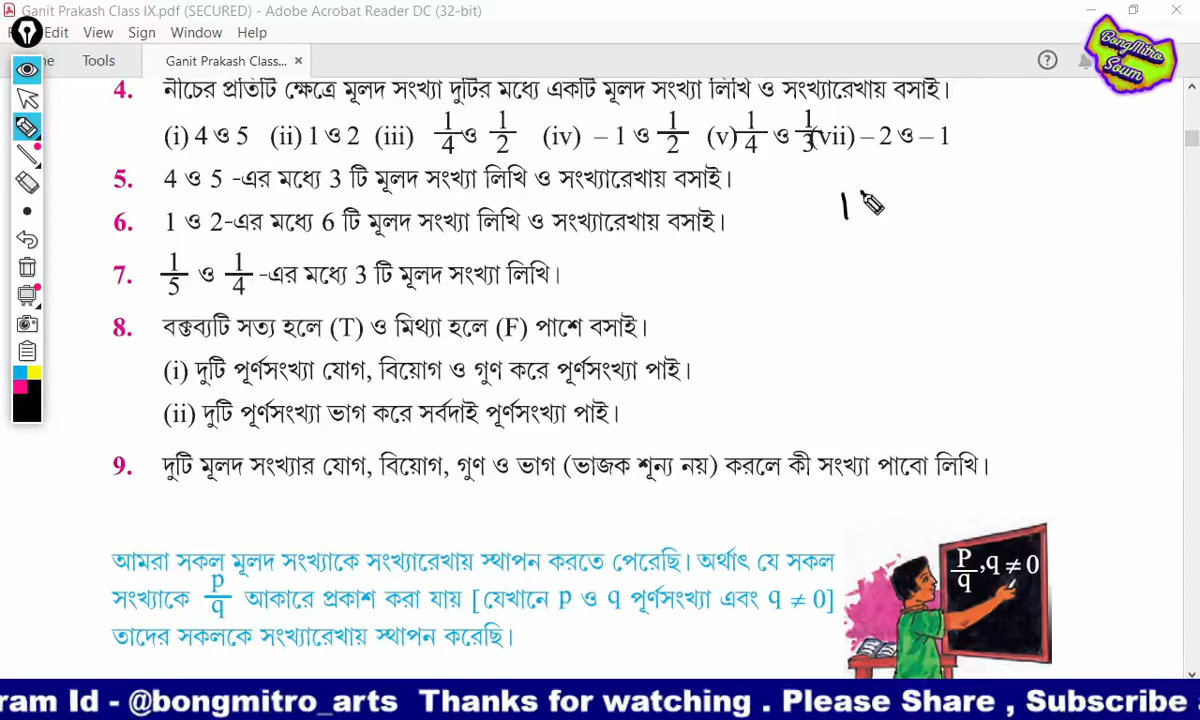 Ganit Prakash Class IX.pdf (SECURED) - Adobe Acrobat Reader DC (32-bit)
Edit View Sign Window Help
Tools Ganit Prakash Class... ×
BongMitro
Soum
4. নীচের প্রতিটি ক্ষেত্রে মূলদ সংখ্যা দুটির মধ্যে একটি মূলদ সংখ্যা লিখি ও সংখ্যারেখায় বসাই।
(i) 4 ও 5 (ii) 1 ও 2 (iii) 1/4 ও 1/2 (iv) – 1 ও 1/2 (v) 1/4 ও 1/3 (vii) – 2 ও – 1
5. 4 ও 5 -এর মধ্যে 3 টি মূলদ সংখ্যা লিখি ও সংখ্যারেখায় বসাই।
6. 1 ও 2-এর মধ্যে 6 টি মূলদ সংখ্যা লিখি ও সংখ্যারেখায় বসাই।
7. 1/5 ও 1/4 -এর মধ্যে 3 টি মূলদ সংখ্যা লিখি।
8. বক্তব্যটি সত্য হলে (T) ও মিথ্যা হলে (F) পাশে বসাই।
(i) দুটি পূর্ণসংখ্যা যোগ, বিয়োগ ও গুণ করে পূর্ণসংখ্যা পাই।
(ii) দুটি পূর্ণসংখ্যা ভাগ করে সর্বদাই পূর্ণসংখ্যা পাই।
9. দুটি মূলদ সংখ্যার যোগ, বিয়োগ, গুণ ও ভাগ (ভাজক শূন্য নয়) করলে কী সংখ্যা পাবো লিখি।
আমরা সকল মূলদ সংখ্যাকে সংখ্যারেখায় স্থাপন করতে পেরেছি। অর্থাৎ যে সকল
সংখ্যাকে p/q আকারে প্রকাশ করা যায় [ যেখানে p ও q পূর্ণসংখ্যা এবং q ≠ 0]
তাদের সকলকে সংখ্যারেখায় স্থাপন করেছি।
P/q, q ≠ 0
ram Id - @bongmitro_arts Thanks for watching . Please Share , Subscribe